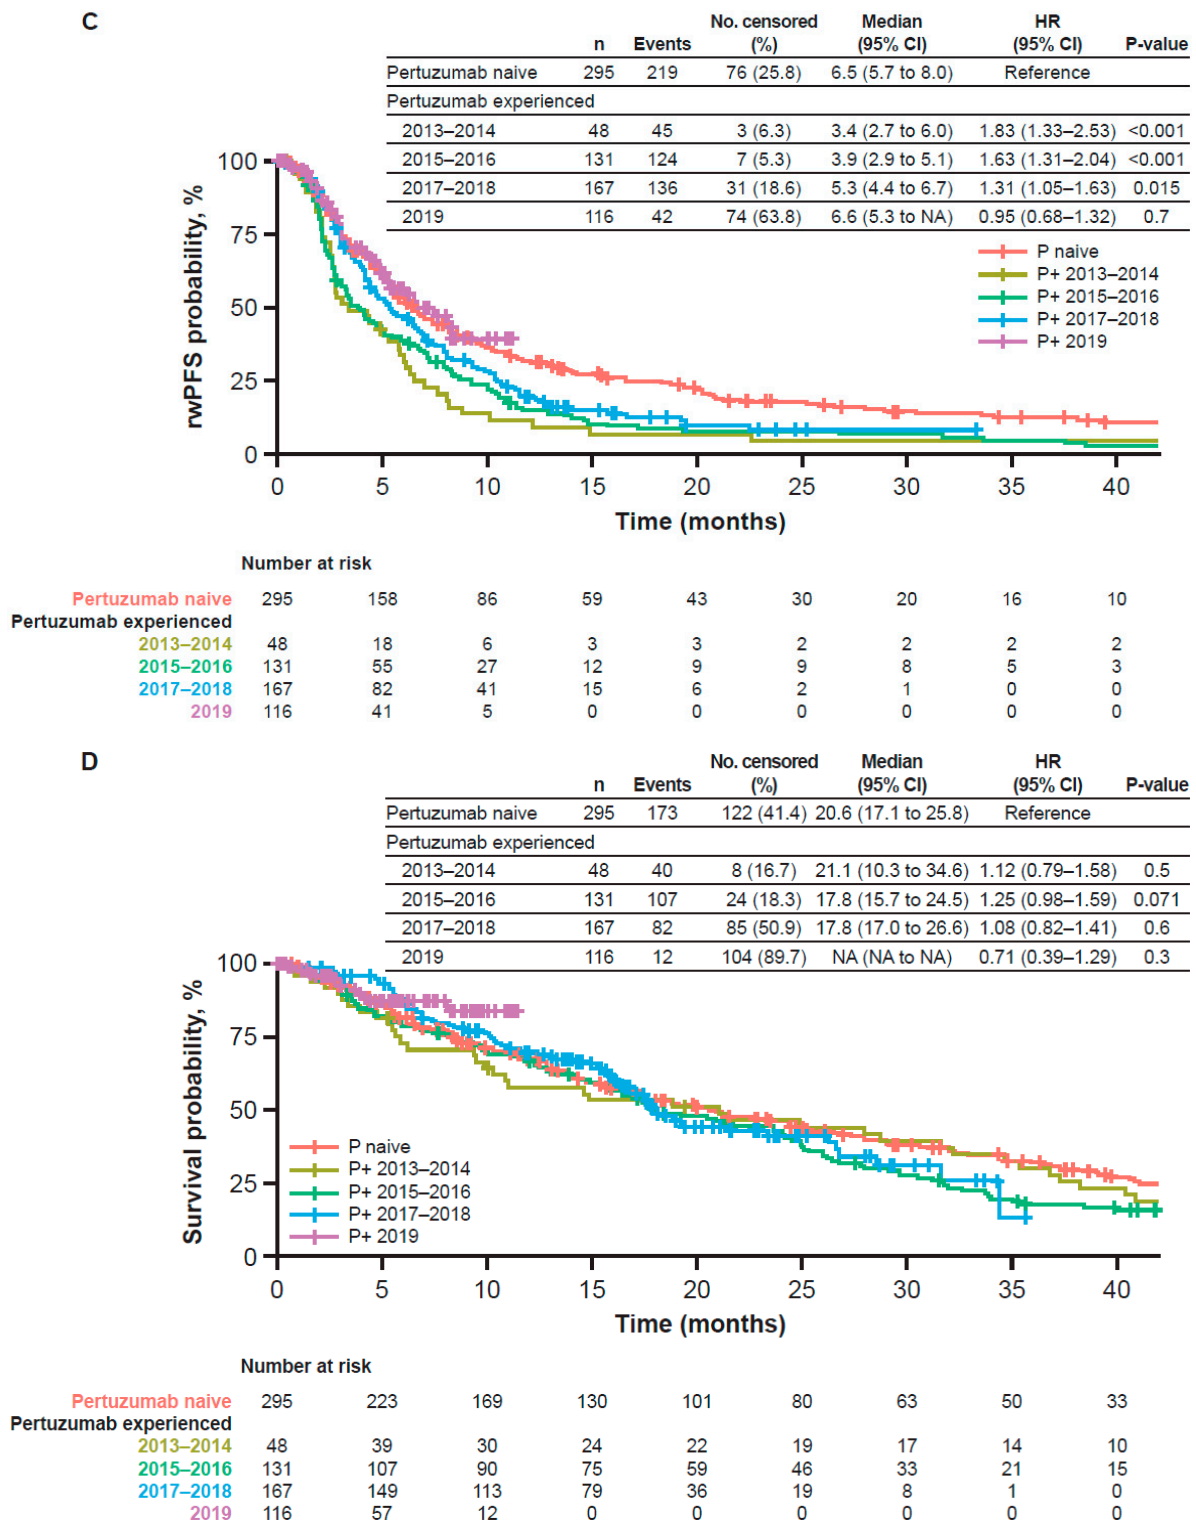 C
No. censored Median HR
n Events (%) (95% CI) (95% CI) P-value
Pertuzumab naive 295 219 76 (25.8) 6.5 (5.7 to 8.0) Reference
Pertuzumab experienced
2013–2014 48 45 3 (6.3) 3.4 (2.7 to 6.0) 1.83 (1.33–2.53) <0.001
2015–2016 131 124 7 (5.3) 3.9 (2.9 to 5.1) 1.63 (1.31–2.04) <0.001
2017–2018 167 136 31 (18.6) 5.3 (4.4 to 6.7) 1.31 (1.05–1.63) 0.015
2019 116 42 74 (63.8) 6.6 (5.3 to NA) 0.95 (0.68–1.32) 0.7
P naive
P+ 2013–2014
P+ 2015–2016
P+ 2017–2018
P+ 2019
rwPFS probability, %
100
75
50
25
0
0 5 10 15 20 25 30 35 40
Time (months)
Number at risk
Pertuzumab naive 295 158 86 59 43 30 20 16 10
Pertuzumab experienced
2013–2014 48 18 6 3 3 2 2 2 2
2015–2016 131 55 27 12 9 9 8 5 3
2017–2018 167 82 41 15 6 2 1 0 0
2019 116 41 5 0 0 0 0 0 0
D
No. censored Median HR
n Events (%) (95% CI) (95% CI) P-value
Pertuzumab naive 295 173 122 (41.4) 20.6 (17.1 to 25.8) Reference
Pertuzumab experienced
2013–2014 48 40 8 (16.7) 21.1 (10.3 to 34.6) 1.12 (0.79–1.58) 0.5
2015–2016 131 107 24 (18.3) 17.8 (15.7 to 24.5) 1.25 (0.98–1.59) 0.071
2017–2018 167 82 85 (50.9) 17.8 (17.0 to 26.6) 1.08 (0.82–1.41) 0.6
2019 116 12 104 (89.7) NA (NA to NA) 0.71 (0.39–1.29) 0.3
Survival probability, %
100
75
50
25
0
P naive
P+ 2013–2014
P+ 2015–2016
P+ 2017–2018
P+ 2019
0 5 10 15 20 25 30 35 40
Time (months)
Number at risk
Pertuzumab naive 295 223 169 130 101 80 63 50 33
Pertuzumab experienced
2013–2014 48 39 30 24 22 19 17 14 10
2015–2016 131 107 90 75 59 46 33 21 15
2017–2018 167 149 113 79 36 19 8 1 0
2019 116 57 12 0 0 0 0 0 0